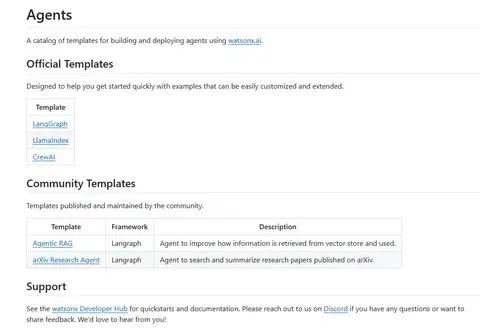 Agents
A catalog of templates for building and deploying agents using watsonx.ai.
Official Templates
Designed to help you get started quickly with examples that can be easily customized and extended.
Template
LangGraph
LlamaIndex
CrewAI
Community Templates
Templates published and maintained by the community.
Template Framework Description
Agentic RAG Langraph Agent to improve how information is retrieved from vector store and used.
arXiv Research Agent Langraph Agent to search and summarize research papers published on arXiv.
Support
See the watsonx Developer Hub for quickstarts and documentation. Please reach out to us on Discord if you have any questions or want to
share feedback. We'd love to hear from you!